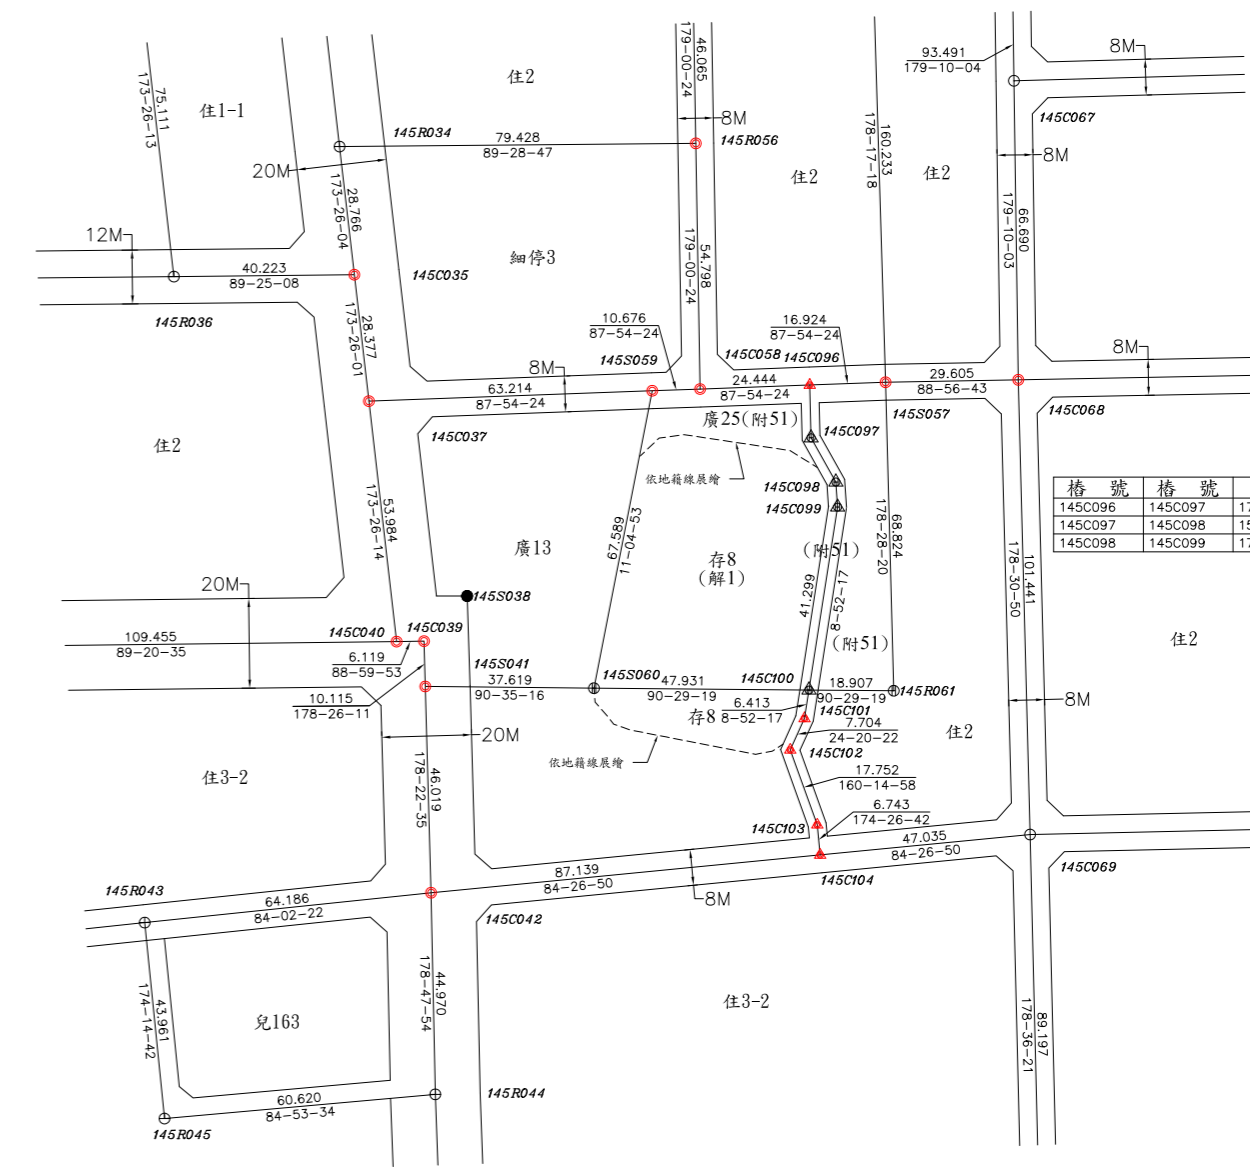 93.491
179-10-04
8M
46.065
179-00-24
住2
75.111
173-26-13
住1-1
145R034
79.428
89-28-47
8M
145R056
145C067
160.233
178-17-18
8M
20M
住2
住2
28.766
173-26-04
66.690
179-10-03
12M
細停3
54.798
179-00-24
40.223
89-25-08
145C035
145R036
28.377
173-26-01
10.676
87-54-24
16.924
87-54-24
145S059
145C058
145C096
8M
8M
63.214
87-54-24
24.444
87-54-24
29.605
88-56-43
廣25(附51)
145S057
145C068
145C037
145C097
住2
依地籍線展繪
145C098
145C099
樁 號
樁 號
145C096
145C097
17
145C097
145C098
15
145C098
145C099
17
53.984
173-26-14
67.589
11-04-53
68.824
178-28-20
廣13
存8
(解1)
(附51)
101.441
178-30-50
20M
145S038
41.299
8-52-17
109.455
89-20-35
145C040
145C039
(附51)
住2
6.119
88-59-53
145S041
37.619
90-35-16
145S060
47.931
90-29-19
145C100
18.907
90-29-19
145R061
10.115
178-26-11
6.413
8-52-17
存8
145C101
8M
20M
7.704
24-20-22
住2
145C102
依地籍線展繪
住3-2
46.019
178-22-35
17.752
160-14-58
6.743
174-26-42
145C103
47.035
84-26-50
145R043
87.139
84-26-50
145C104
145C069
64.186
84-02-22
8M
145C042
44.970
178-47-54
43.961
174-14-42
兒163
住3-2
89.197
178-36-21
60.620
84-53-34
145R044
145R045